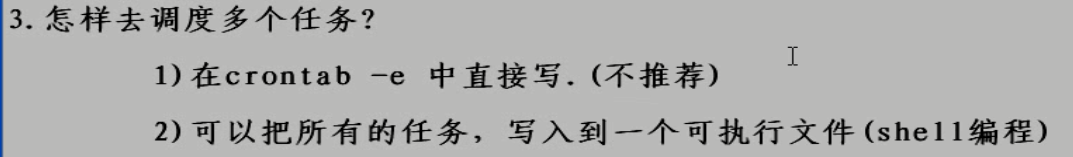 3. 怎样去调度多个任务?
1) 在crontab -e 中直接写. (不推荐)
2) 可以把所有的任务, 写入到一个可执行文件(shell编程)